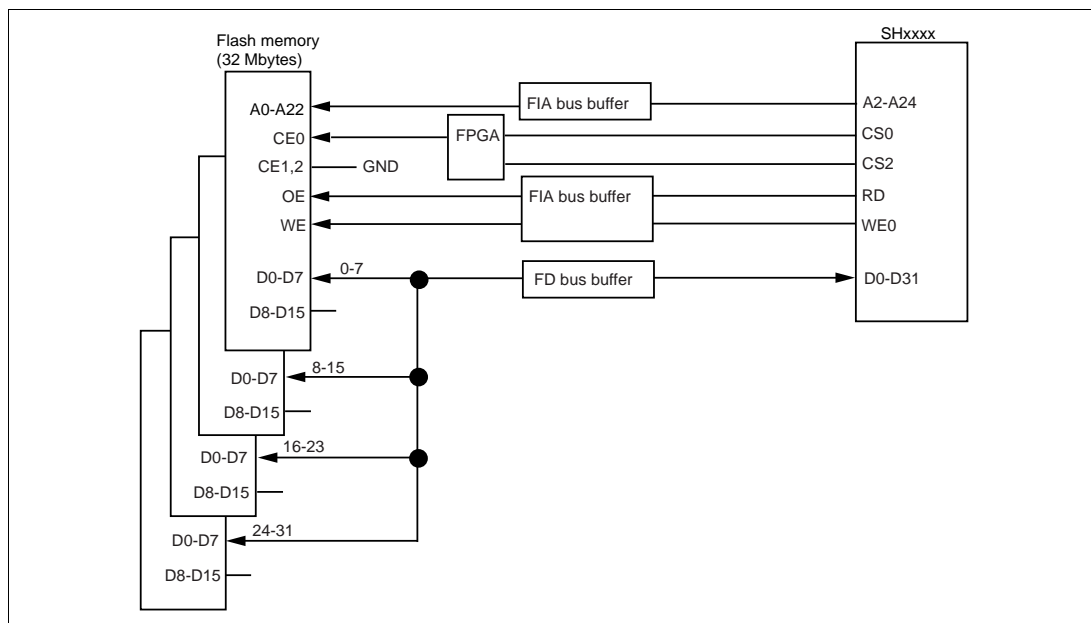 Flash memory
(32 Mbytes)
SHxxxx
A0-A22
FIA bus buffer
A2-A24
CE0
FPGA
CS0
CE1,2
GND
CS2
OE
FIA bus buffer
RD
WE
WE0
D0-D7
0-7
FD bus buffer
D0-D31
D8-D15
D0-D7
8-15
D8-D15
D0-D7
16-23
D8-D15
D0-D7
24-31
D8-D15